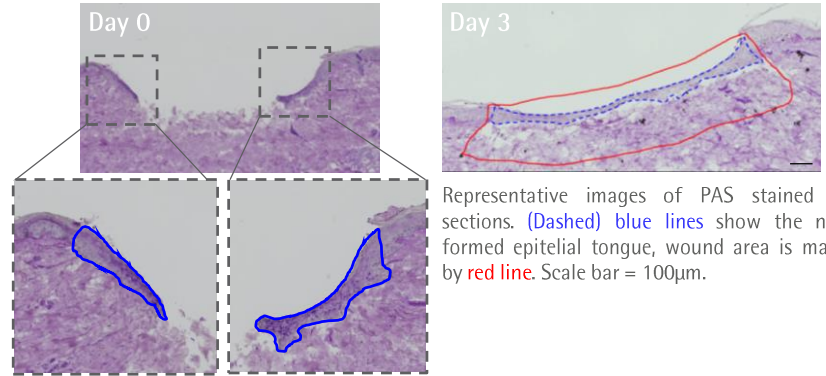 Day 0
Day 3
Representative images of PAS stained
sections. (Dashed) blue lines show the n
formed epitelial tongue, wound area is ma
by red line. Scale bar = 100µm.